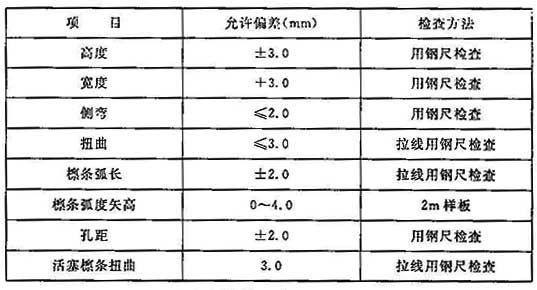 项 目 允许偏差(mm) 检查方法
高度 ±3.0 用钢尺检查
宽度 +3.0 用钢尺检查
侧弯 ≤2.0 用钢尺检查
扭曲 ≤3.0 拉线用钢尺检查
檩条弧长 ±2.0 拉线用钢尺检查
檩条弧度矢高 0~4.0 2m样板
孔距 ±2.0 用钢尺检查
活塞檩条扭曲 3.0 拉线用钢尺检查